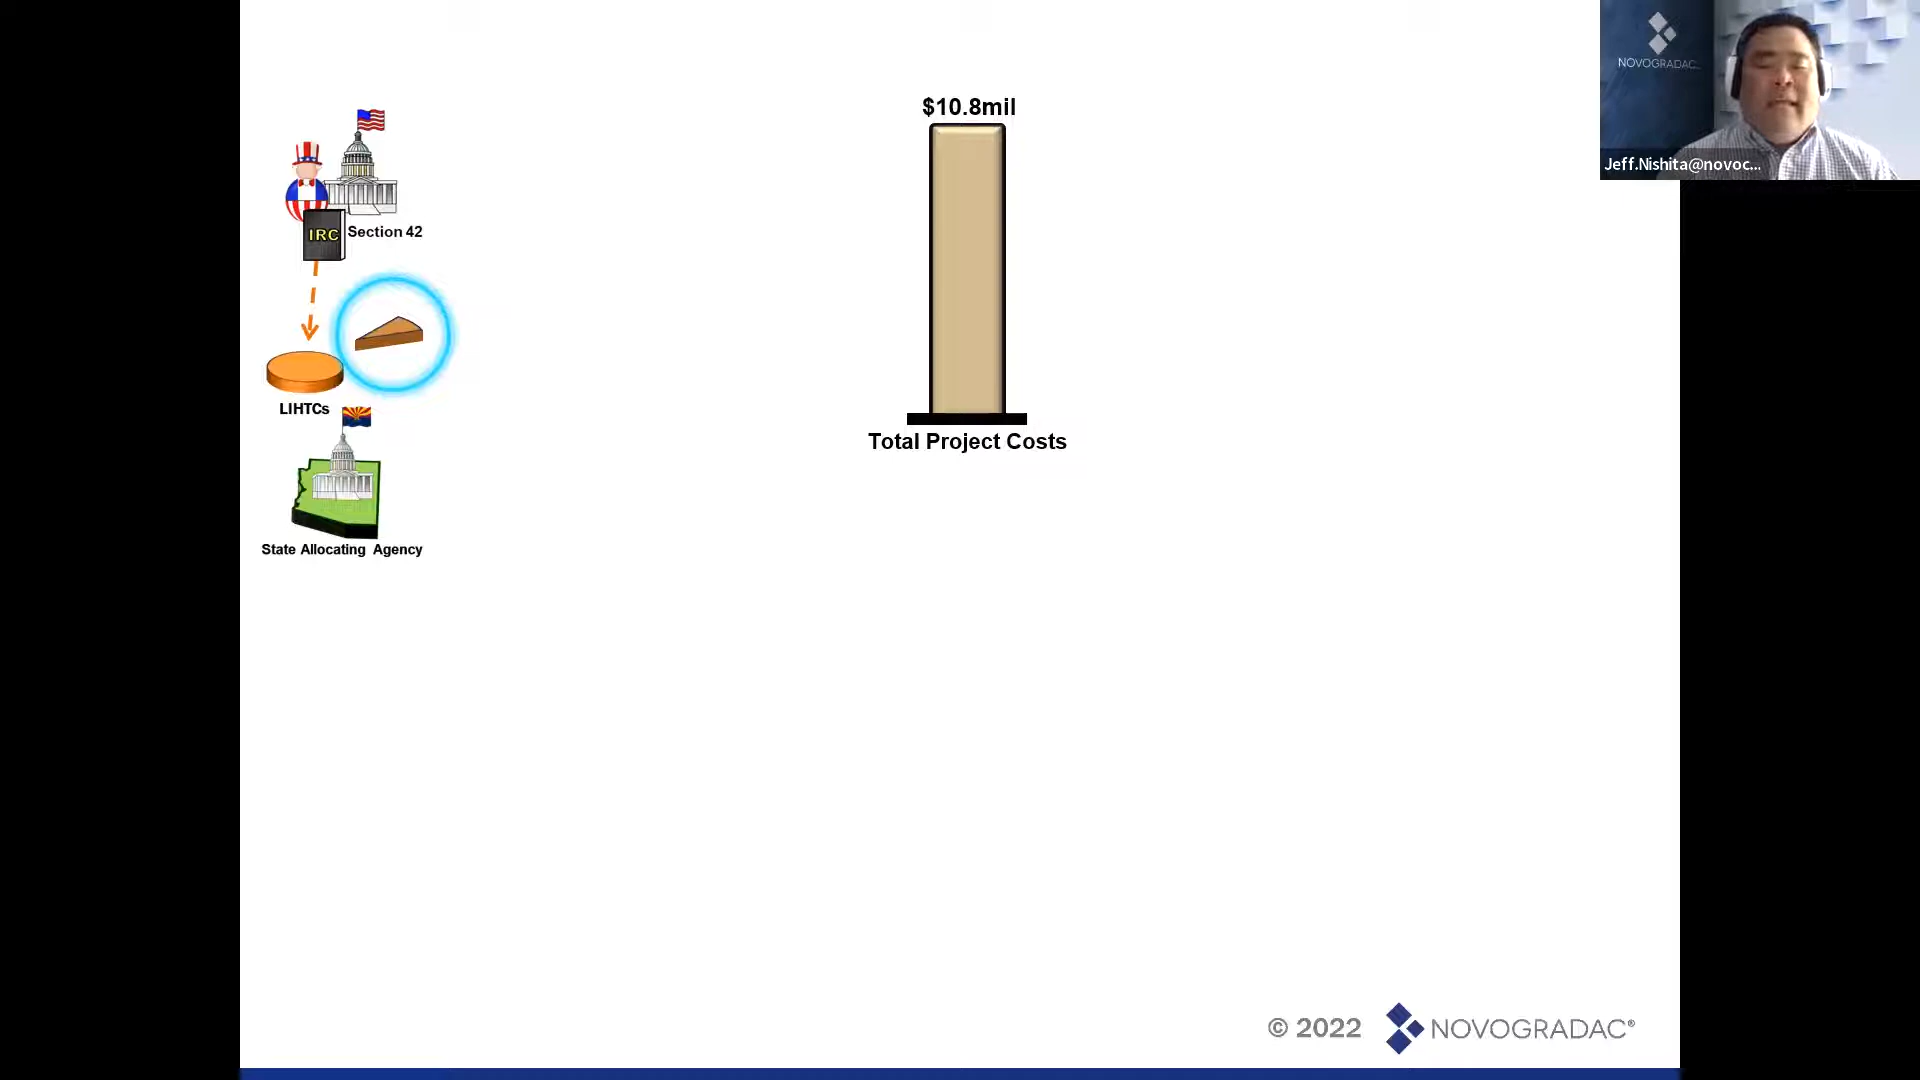 $10.8mil
IRC
Section 42
LIHTCs
Total Project Costs
State Allocating Agency
NOVOGRADAC
Jeff.Nishita@novoc...
© 2022
NOVOGRADAC®